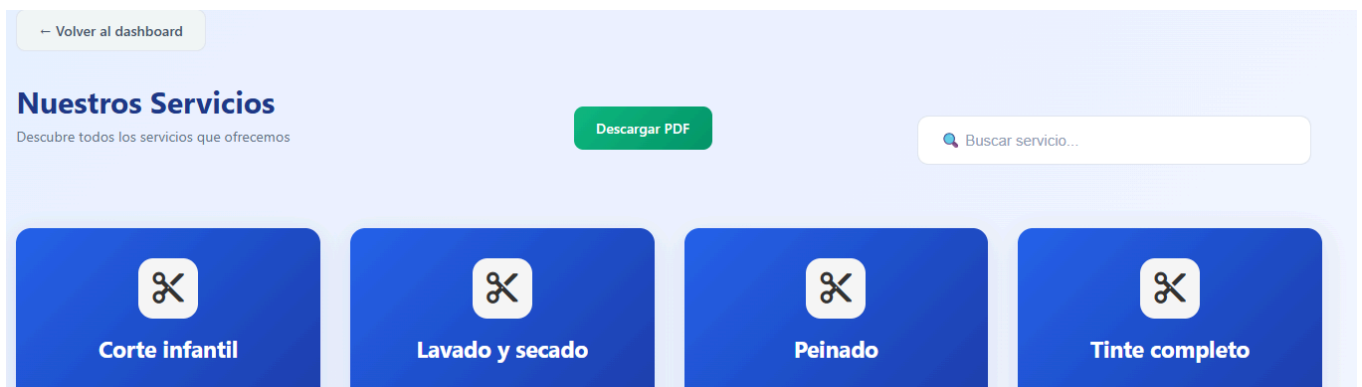 ← Volver al dashboard
Nuestros Servicios
Descubre todos los servicios que ofrecemos
Descargar PDF
Buscar servicio...
Corte infantil
Lavado y secado
Peinado
Tinte completo